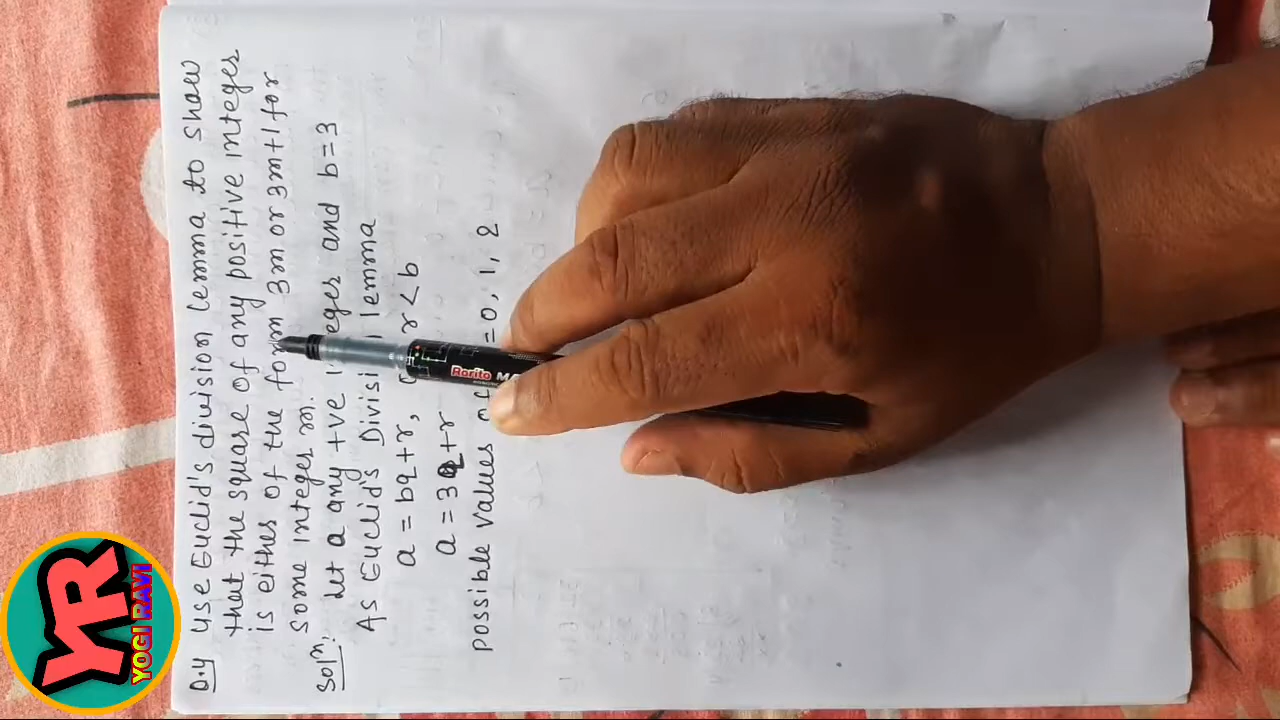 Q.4 Use Euclid's division lemma to show
that the square of any positive integer
is either of the form 3m or 3m+1 for
some integer m.
Soln: Let a any +ve and b=3
As Euclid's lemma
a = bq+r, r < b
a = 3q+r
possible values =0, 1, 2
Rorito
YR
YOGI RAVI